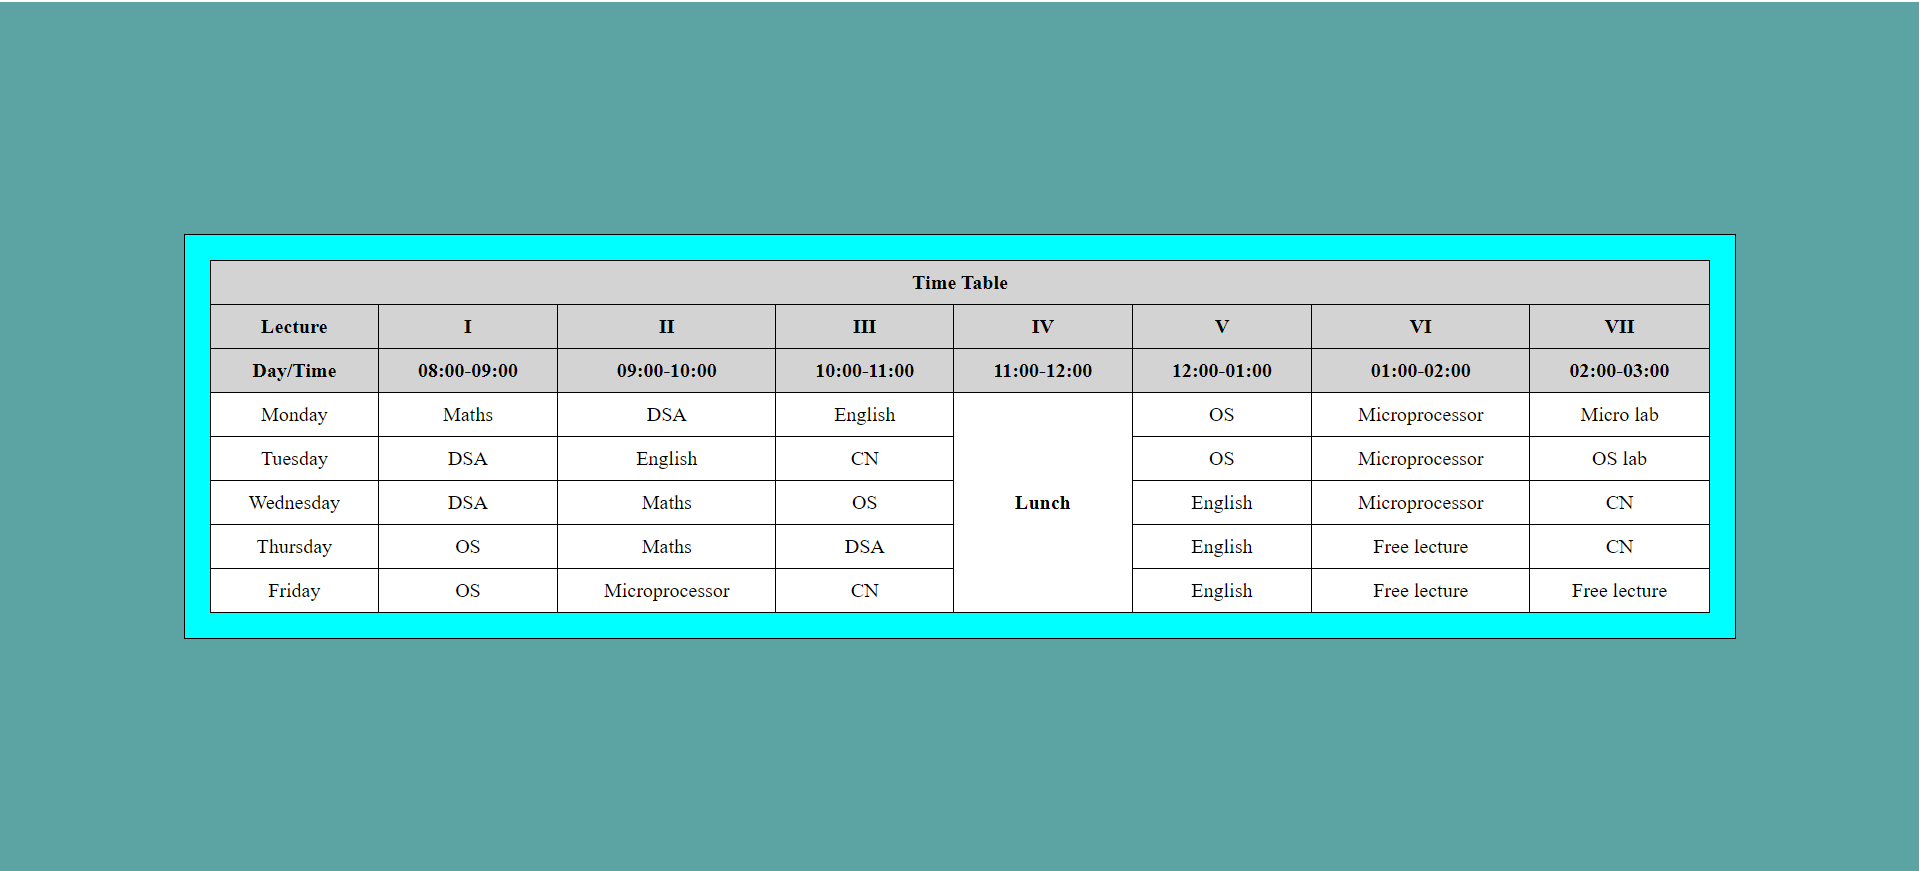 Time Table
Lecture I II III IV V VI VII
Day/Time 08:00-09:00 09:00-10:00 10:00-11:00 11:00-12:00 12:00-01:00 01:00-02:00 02:00-03:00
Monday Maths DSA English OS Microprocessor Micro lab
Tuesday DSA English CN OS Microprocessor OS lab
Wednesday DSA Maths OS Lunch English Microprocessor CN
Thursday OS Maths DSA English Free lecture CN
Friday OS Microprocessor CN English Free lecture Free lecture